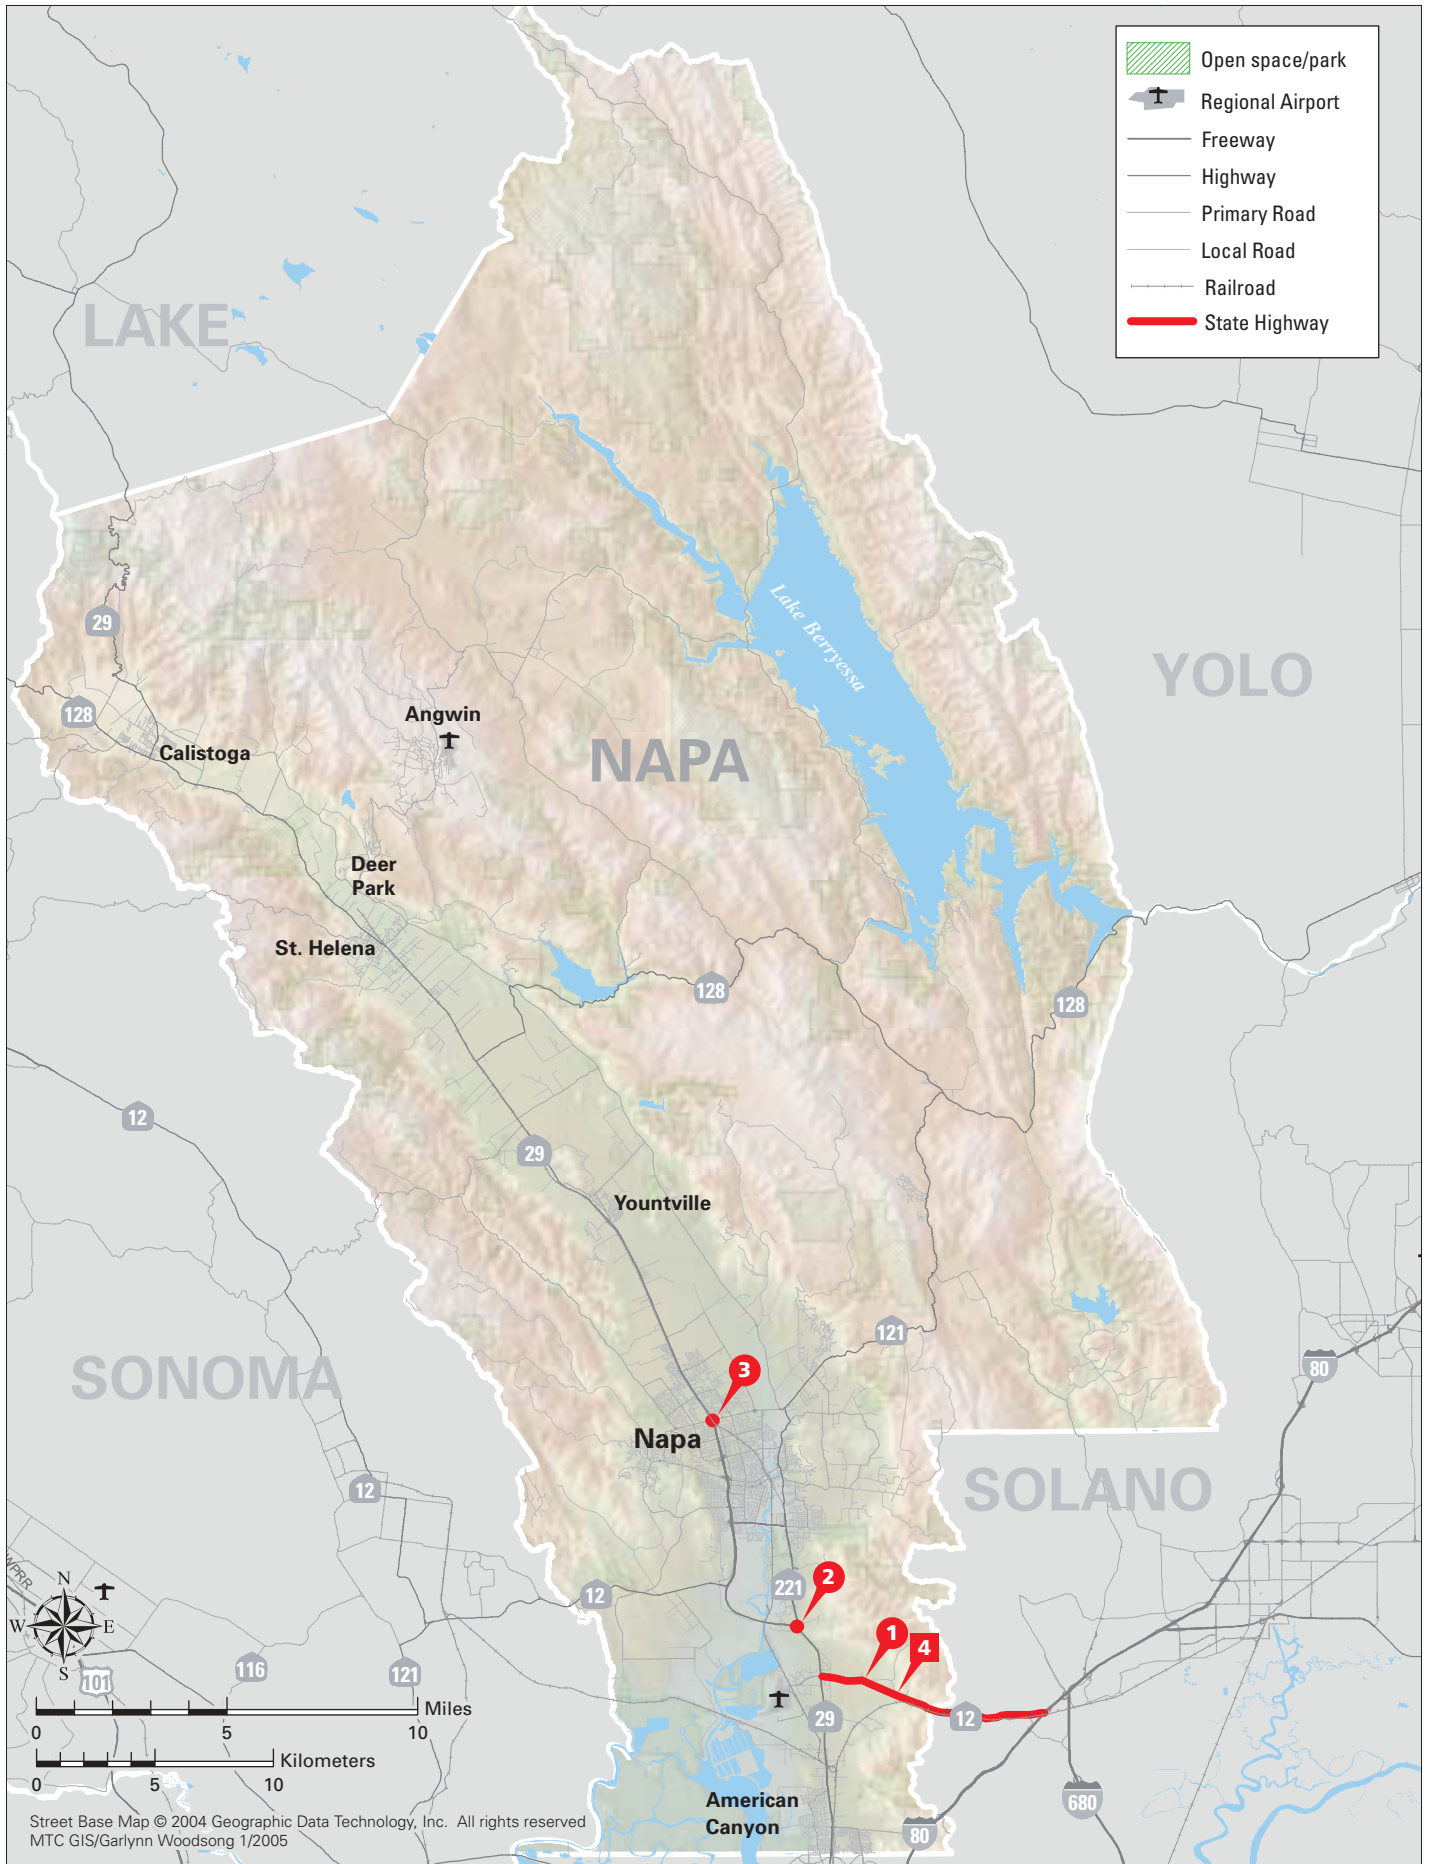 Open space/park
Regional Airport
Freeway
Highway
Primary Road
Local Road
Railroad
State Highway
LAKE
Lake Berryessa
29
YOLO
128
Angwin
NAPA
Calistoga
Deer
Park
St. Helena
128
128
12
29
Yountville
121
80
3
SONOMA
Napa
SOLANO
12
WPRR
N
W
E
S
12
221
2
1
4
101
116
121
29
12
Miles
0
5
10
Kilometers
0
5
10
680
American
Canyon
80
Street Base Map © 2004 Geographic Data Technology, Inc. All rights reserved
MTC GIS/Garlynn Woodsong 1/2005